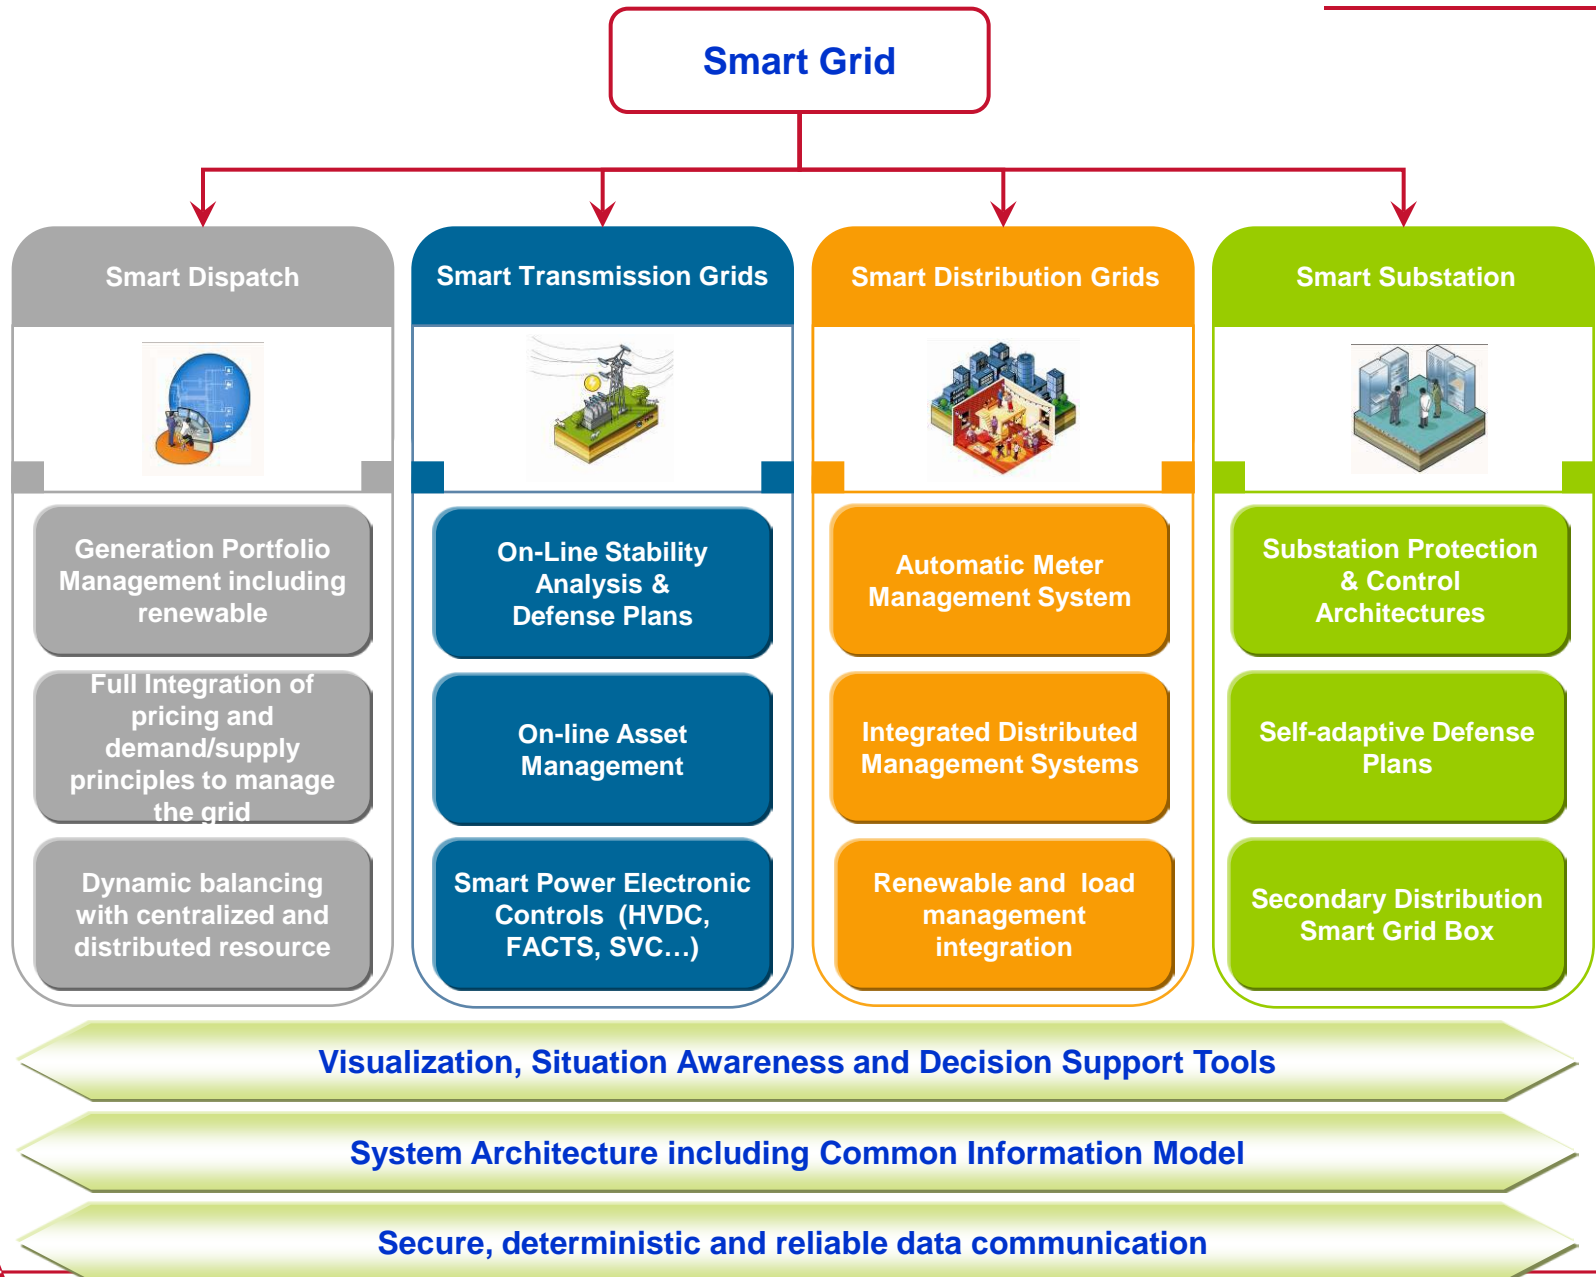 Smart Grid
Smart Dispatch
Generation Portfolio
Management including
renewable
Full Integration of
pricing and
demand/supply
principles to manage
the grid
Dynamic balancing
with centralized and
distributed resource
Smart Transmission Grids
On-Line Stability
Analysis &
Defense Plans
On-line Asset
Management
Smart Power Electronic
Controls (HVDC,
FACTS, SVC…)
Smart Distribution Grids
Automatic Meter
Management System
Integrated Distributed
Management Systems
Renewable and load
management
integration
Smart Substation
Substation Protection
& Control
Architectures
Self-adaptive Defense
Plans
Secondary Distribution
Smart Grid Box
Visualization, Situation Awareness and Decision Support Tools
System Architecture including Common Information Model
Secure, deterministic and reliable data communication